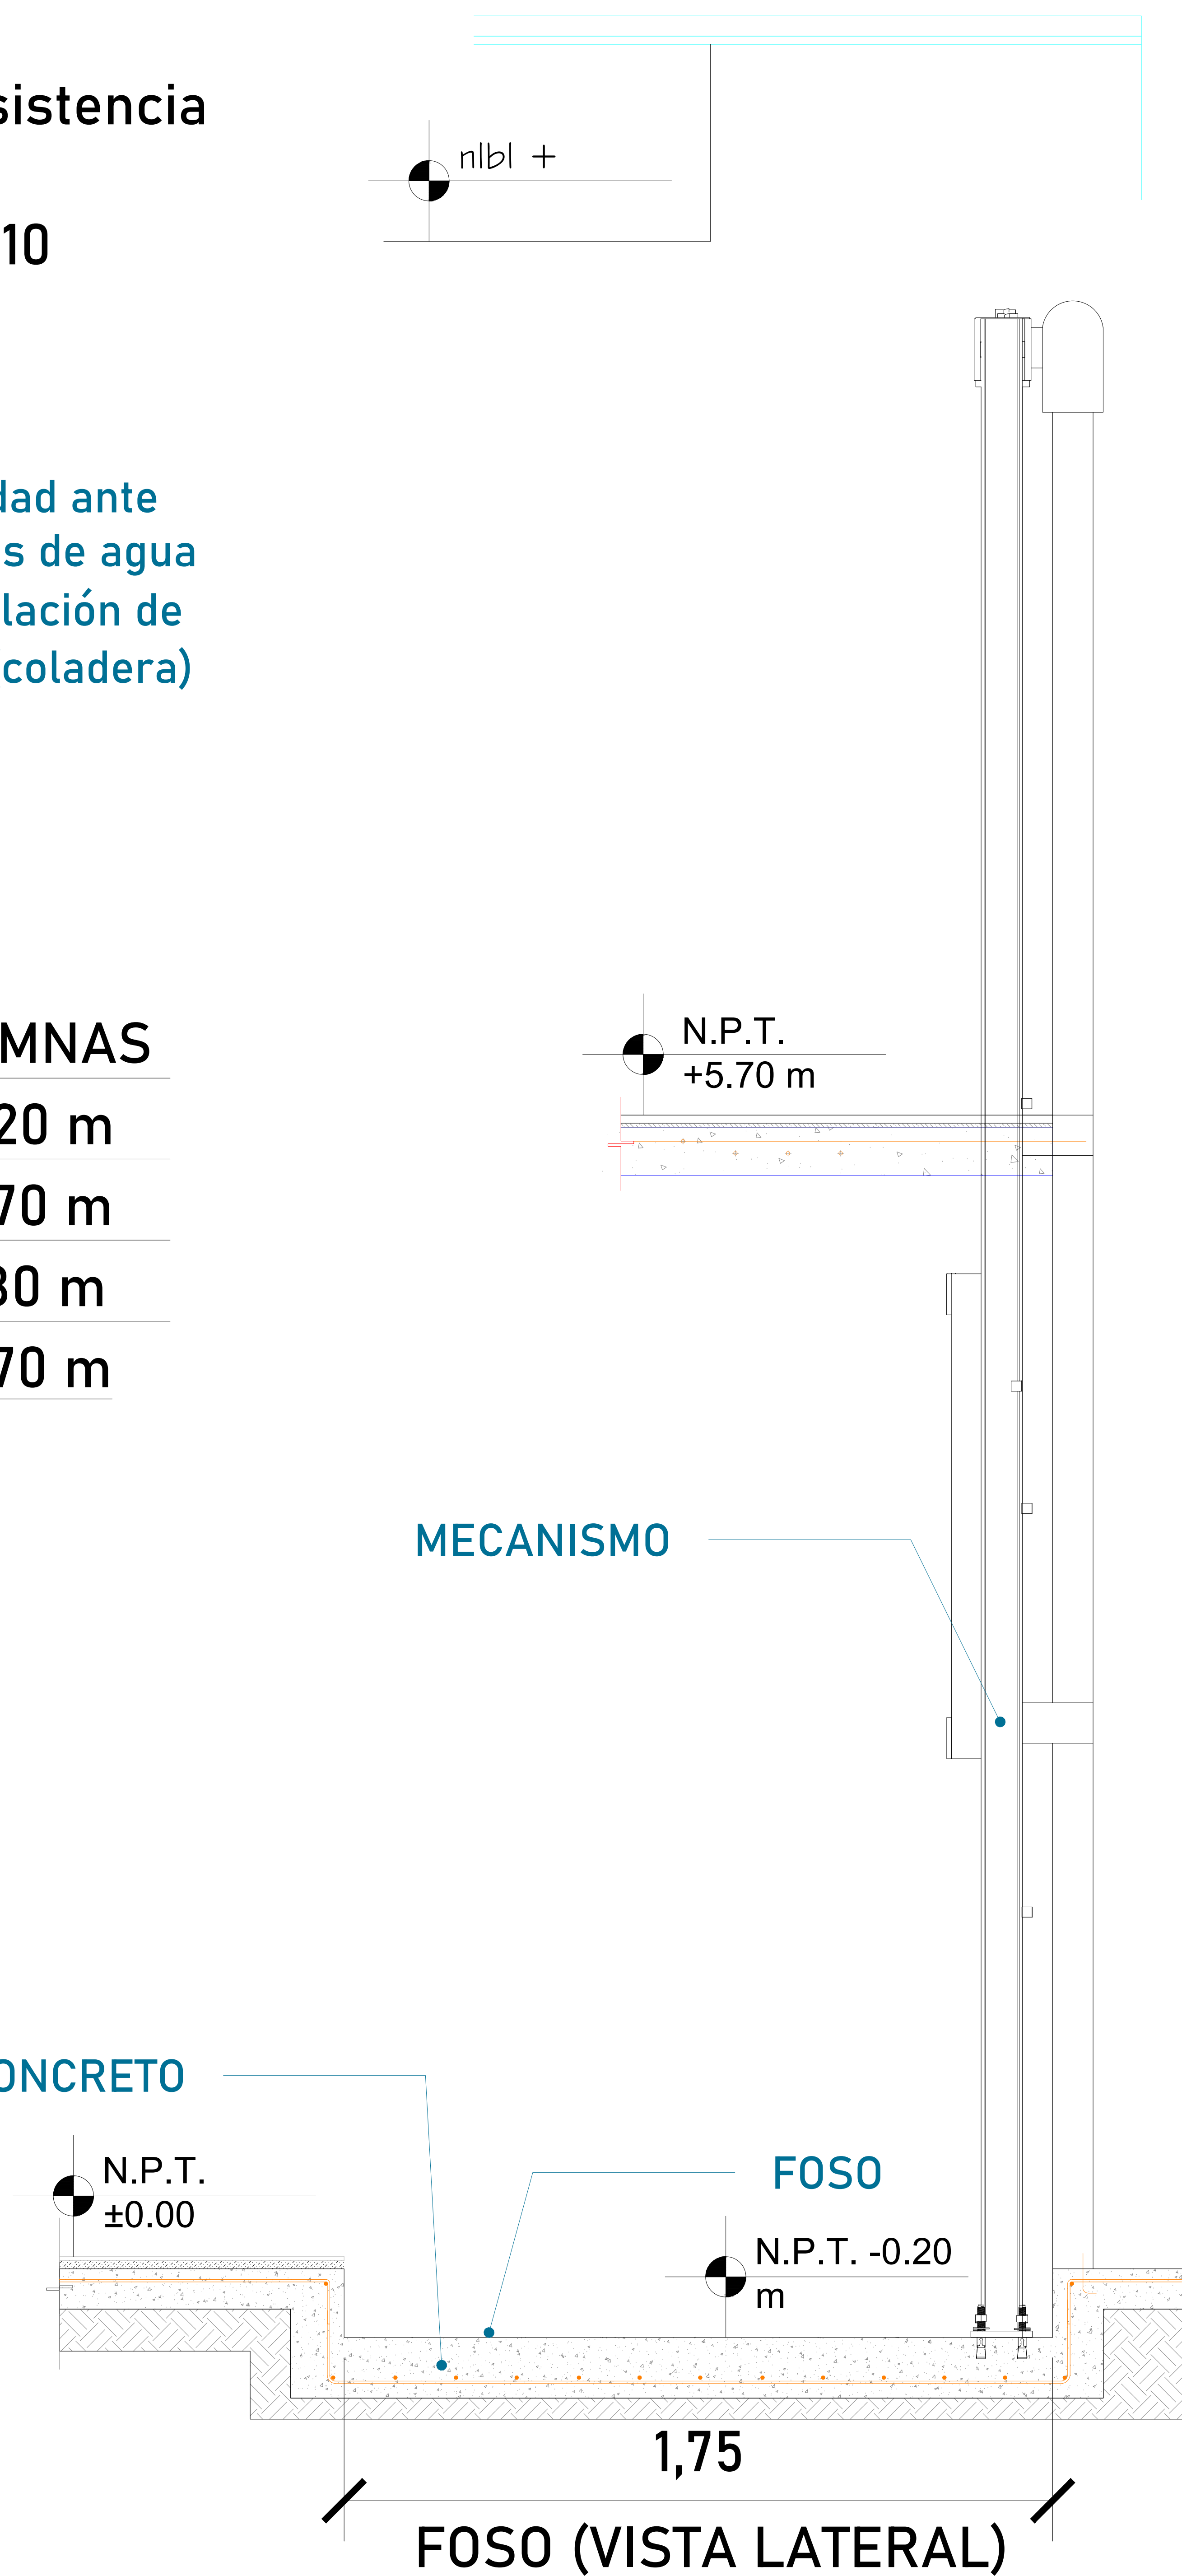 sistencia
nlbl +
10
dad ante
s de agua
lación de
coladera)
MNAS
20 m
70 m
30 m
70 m
N.P.T.
+5.70 m
MECANISMO
ONCRETO
N.P.T.
±0.00
FOSO
N.P.T. -0.20
m
1,75
FOSO (VISTA LATERAL)